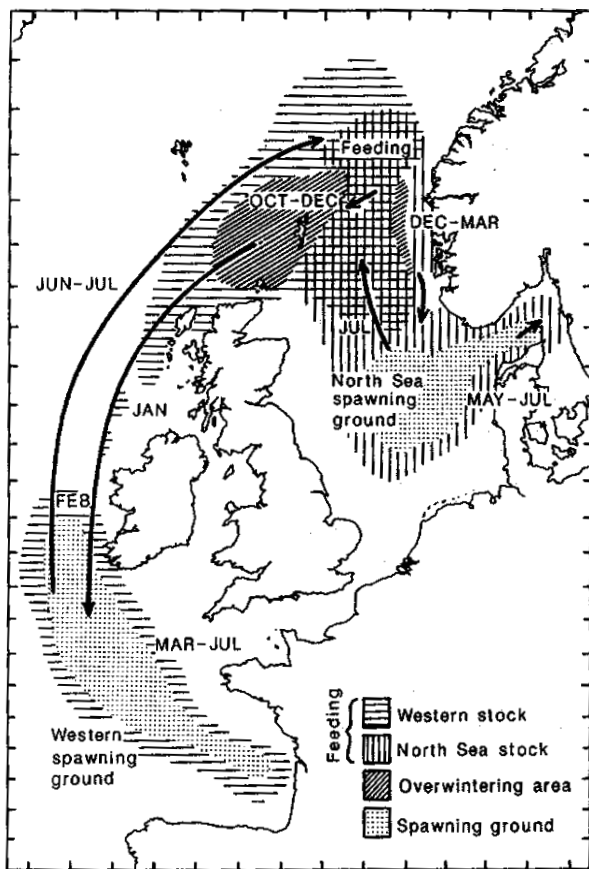 Feeding
OCT-DEC
DEC-MAR
JUN-JUL
JUL
North Sea
spawning
ground
MAY-JUL
JAN
FEB
MAR-JUL
Western
spawning
ground
Feeding
Western stock
North Sea stock
Overwintering area
Spawning ground